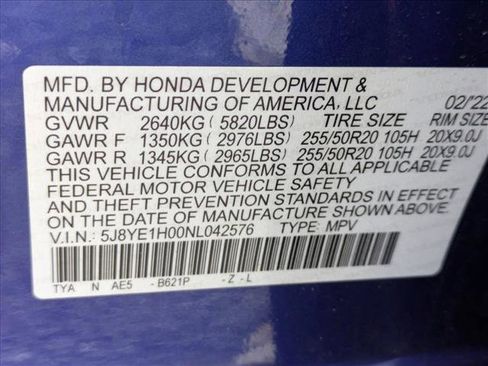 MFD. BY HONDA DEVELOPMENT &
MANUFACTURING OF AMERICA, LLC 02/'22
GVWR 2640KG ( 5820LBS) TIRE SIZE RIM SIZE
GAWR F 1350KG ( 2976LBS) 255/50R20 105H 20X9.0J
GAWR R 1345KG ( 2965LBS) 255/50R20 105H 20X9.0J
THIS VEHICLE CONFORMS TO ALL APPLICABLE
FEDERAL MOTOR VEHICLE SAFETY
AND THEFT PREVENTION STANDARDS IN EFFECT
ON THE DATE OF MANUFACTURE SHOWN ABOVE.
V.I.N.: 5J8YE1H00NL042576 TYPE: MPV
TYA N AE5 - B621P - Z - L